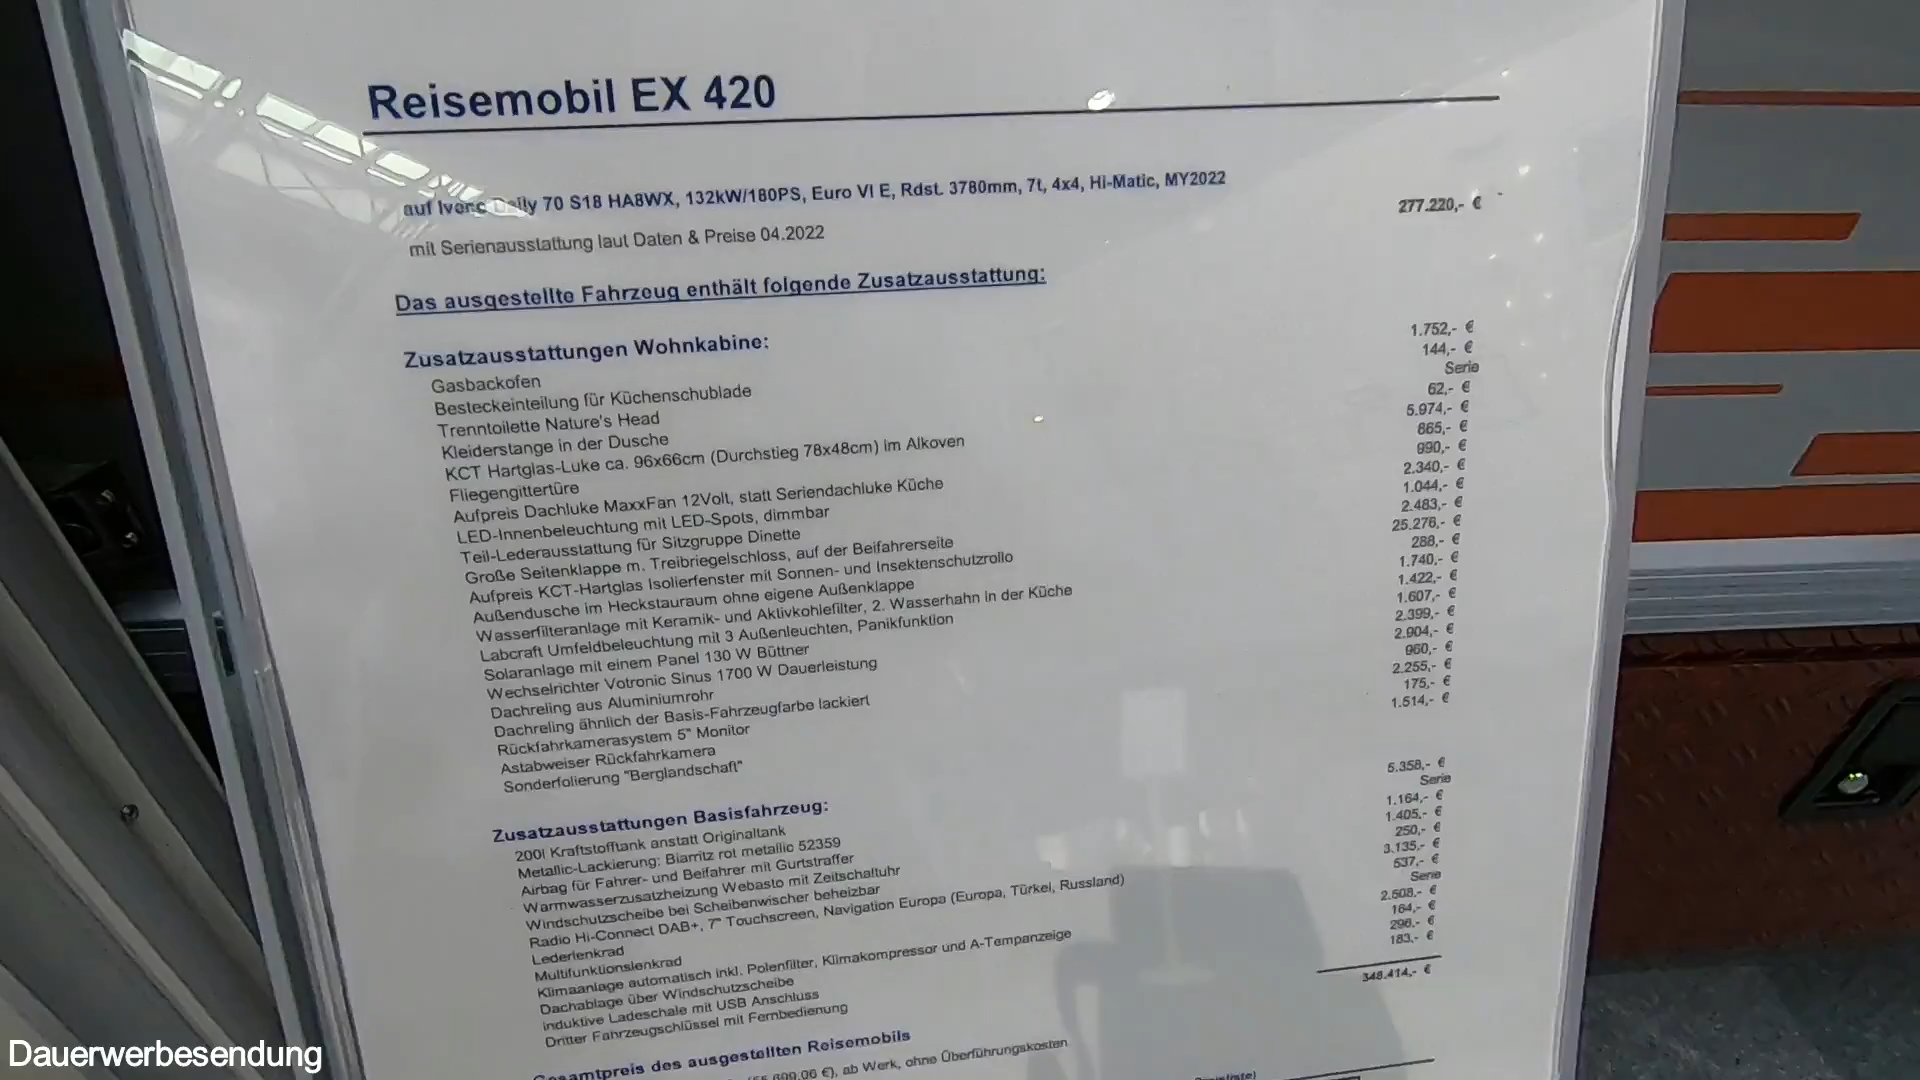 Reisemobil EX 420
auf Iveco Daily 70 S18 HA8WX, 132kW/180PS, Euro VI E, Rdst. 3780mm, 7t, 4x4, Hi-Matic, MY2022 277.220,- €
mit Serienausstattung laut Daten & Preise 04.2022
Das ausgestellte Fahrzeug enthält folgende Zusatzausstattung:
Zusatzausstattungen Wohnkabine:
Gasbackofen 1.752,- €
Besteckeinteilung für Küchenschublade 144,- €
Trenntoilette Nature's Head Serie
Kleiderstange in der Dusche 62,- €
KCT Hartglas-Luke ca. 96x66cm (Durchstieg 78x48cm) im Alkoven 5.974,- €
Fliegengittertüre 865,- €
Aufpreis Dachluke MaxxFan 12Volt, statt Seriendachluke Küche 990,- €
LED-Innenbeleuchtung mit LED-Spots, dimmbar 2.340,- €
Teil-Lederausstattung für Sitzgruppe Dinette 1.044,- €
Große Seitenklappe m. Treibriegelschloss, auf der Beifahrerseite 2.483,- €
Aufpreis KCT-Hartglas Isolierfenster mit Sonnen- und Insektenschutzrollo 25.276,- €
Außendusche im Heckstauraum ohne eigene Außenklappe 288,- €
Wasserfilteranlage mit Keramik- und Aktivkohlefilter, 2. Wasserhahn in der Küche 1.740,- €
Labcraft Umfeldbeleuchtung mit 3 Außenleuchten, Panikfunktion 1.422,- €
Solaranlage mit einem Panel 130 W Büttner 1.607,- €
Wechselrichter Votronic Sinus 1700 W Dauerleistung 2.399,- €
Dachreling aus Aluminiumrohr 2.904,- €
Dachreling ähnlich der Basis-Fahrzeugfarbe lackiert 960,- €
Rückfahrkamerasystem 5" Monitor 2.255,- €
Astabweiser Rückfahrkamera 175,- €
Sonderfolierung "Berglandschaft" 1.514,- €
Zusatzausstattungen Basisfahrzeug:
200l Kraftstofftank anstatt Originaltank 5.358,- €
Metallic-Lackierung: Biarritz rot metallic 52359 Serie
Airbag für Fahrer- und Beifahrer mit Gurtstraffer 1.164,- €
Warmwasserzusatzheizung Webasto mit Zeitschaltuhr 1.405,- €
Windschutzscheibe bei Scheibenwischer beheizbar 250,- €
Radio Hi-Connect DAB+, 7" Touchscreen, Navigation Europa (Europa, Türkei, Russland) 3.135,- €
Lederlenkrad 537,- €
Multifunktionslenkrad Serie
Klimaanlage automatisch inkl. Polenfilter, Klimakompressor und A-Tempanzeige 2.508,- €
Dachablage über Windschutzscheibe 164,- €
induktive Ladeschale mit USB Anschluss 296,- €
Dritter Fahrzeugschlüssel mit Fernbedienung 183,- €
Gesamtpreis des ausgestellten Reisemobils 348.414,- €
ab Werk, ohne Überführungskosten
Dauerwerbesendung